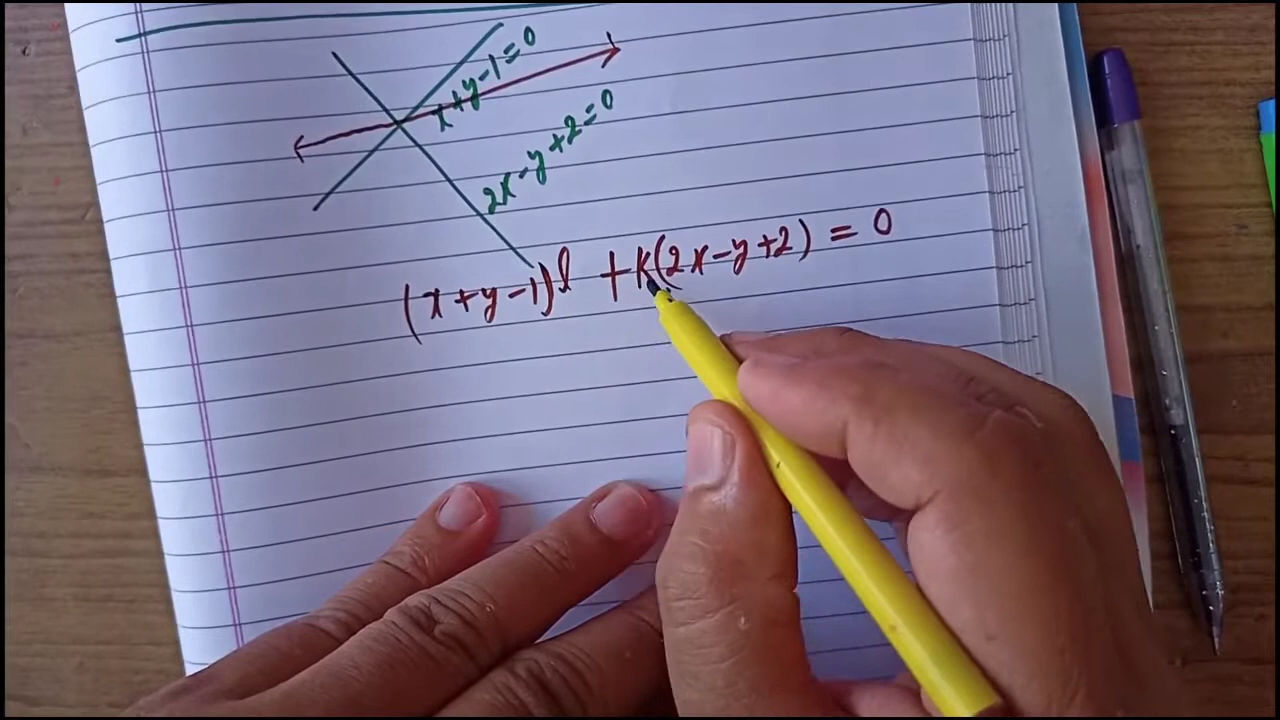 x+y-1=0
2x-y+2=0
(x+y-1)l +k(2x-y+2) = 0